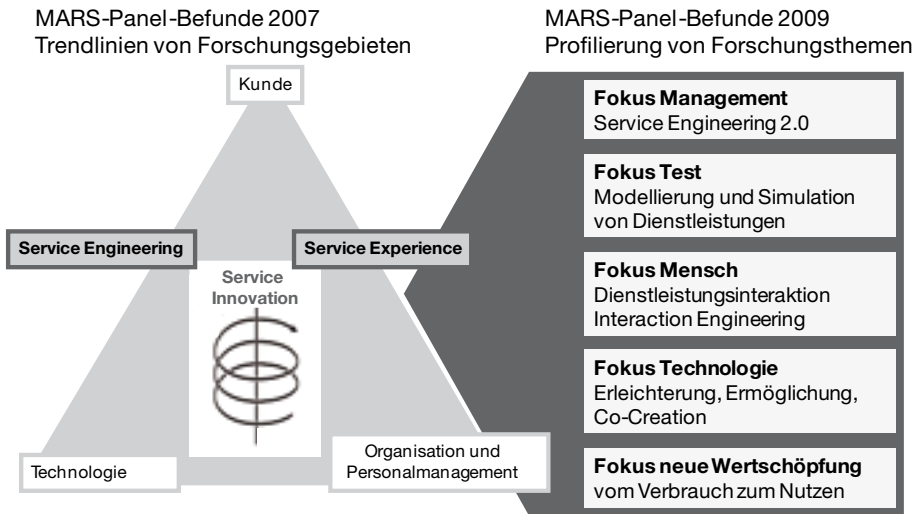 MARS-Panel-Befunde 2007
Trendlinien von Forschungsgebieten
Kunde
Service Engineering
Service Experience
Service
Innovation
Technologie
Organisation und
Personalmanagement
MARS-Panel-Befunde 2009
Profilierung von Forschungsthemen
Fokus Management
Service Engineering 2.0
Fokus Test
Modellierung und Simulation
von Dienstleistungen
Fokus Mensch
Dienstleistungsinteraktion
Interaction Engineering
Fokus Technologie
Erleichterung, Ermöglichung,
Co-Creation
Fokus neue Wertschöpfung
vom Verbrauch zum Nutzen